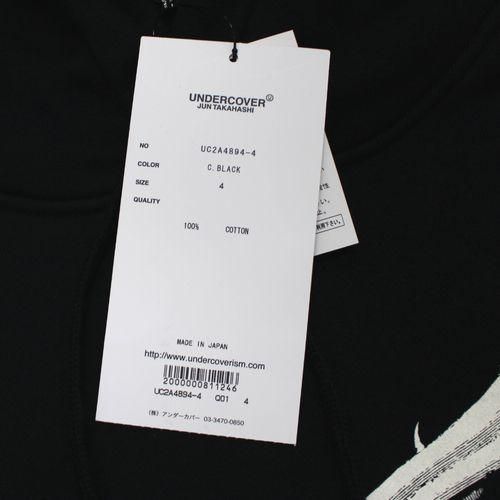 UNDERCOVER
JUN TAKAHASHI
NO UC2A4894-4
COLOR C.BLACK
SIZE 4
QUALITY
100% COTTON
MADE IN JAPAN
http://www.undercoverism.com
2000000811246
UC2A4894-4 Q01 4
(株) アンダーカバー 03-3470-0850